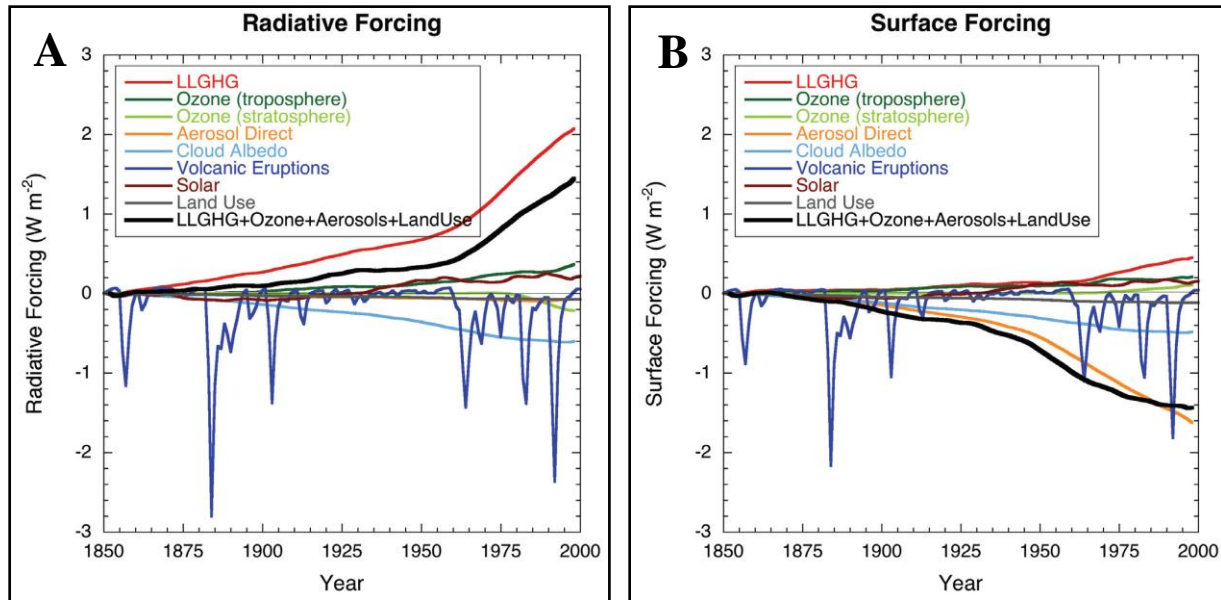 Radiative Forcing
A
3
2
1
0
-1
-2
-3
Radiative Forcing (W m-2)
LLGHG
Ozone (troposphere)
Ozone (stratosphere)
Aerosol Direct
Cloud Albedo
Volcanic Eruptions
Solar
Land Use
LLGHG+Ozone+Aerosols+LandUse
1850 1875 1900 1925 1950 1975 2000
Year
Surface Forcing
B
3
2
1
0
-1
-2
-3
Surface Forcing (W m-2)
LLGHG
Ozone (troposphere)
Ozone (stratosphere)
Aerosol Direct
Cloud Albedo
Volcanic Eruptions
Solar
Land Use
LLGHG+Ozone+Aerosols+LandUse
1850 1875 1900 1925 1950 1975 2000
Year